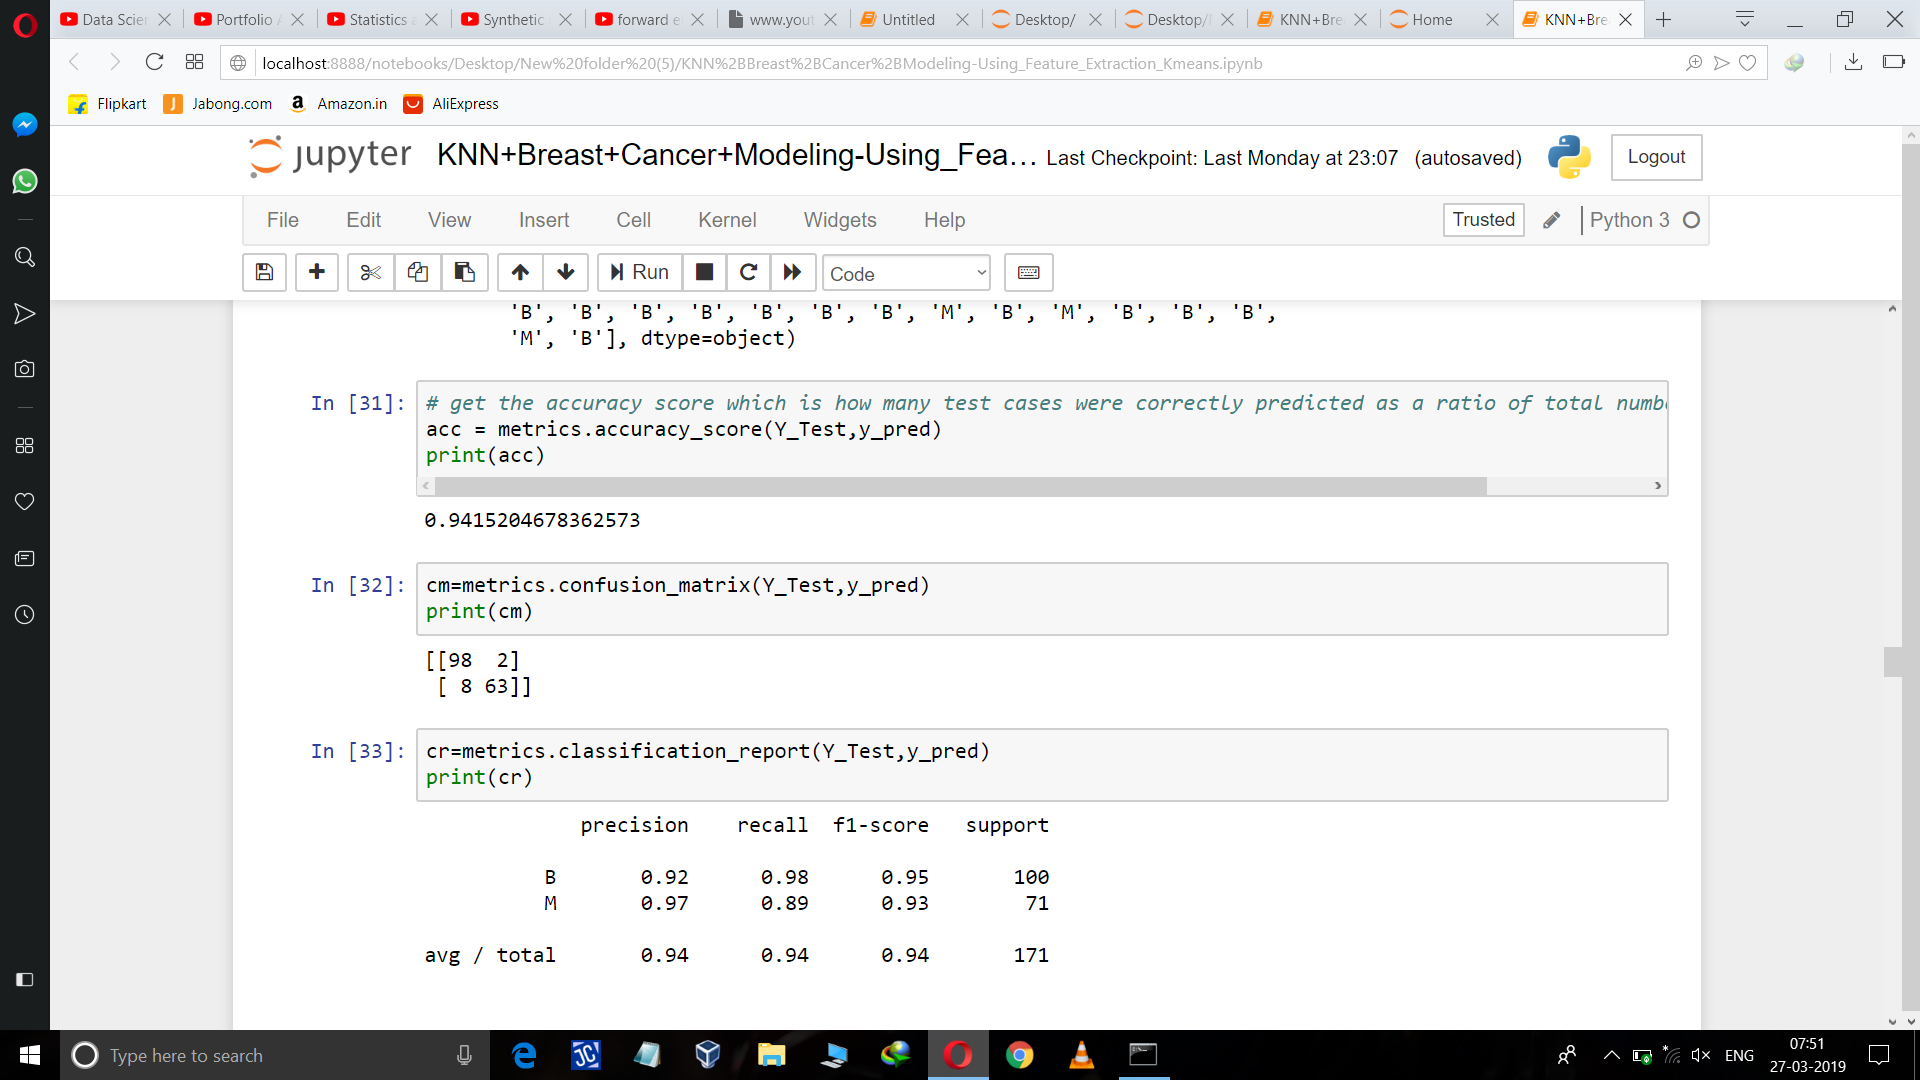 Data Scien
Portfolio A
Statistics a
Synthetic
forward e
www.yout
Untitled
Desktop/
Desktop/
KNN+Bre
Home
KNN+Bre
localhost:8888/notebooks/Desktop/New%20folder%20(5)/KNN%2BBreast%2BCancer%2BModeling-Using_Feature_Extraction_Kmeans.ipynb
Flipkart Jabong.com Amazon.in AliExpress
jupyter KNN+Breast+Cancer+Modeling-Using_Fea... Last Checkpoint: Last Monday at 23:07 (autosaved) Logout
File Edit View Insert Cell Kernel Widgets Help Trusted Python 3
Run Code
'B', 'B', 'B', 'B', 'B', 'B', 'B', 'M', 'B', 'M', 'B', 'B', 'B',
'M', 'B'], dtype=object)
In [31]: # get the accuracy score which is how many test cases were correctly predicted as a ratio of total numb
acc = metrics.accuracy_score(Y_Test,y_pred)
print(acc)
0.9415204678362573
In [32]: cm=metrics.confusion_matrix(Y_Test,y_pred)
print(cm)
[[98  2]
[ 8 63]]
In [33]: cr=metrics.classification_report(Y_Test,y_pred)
print(cr)
precision recall f1-score support
B 0.92 0.98 0.95 100
M 0.97 0.89 0.93 71
avg / total 0.94 0.94 0.94 171
Type here to search
ENG
07:51
27-03-2019